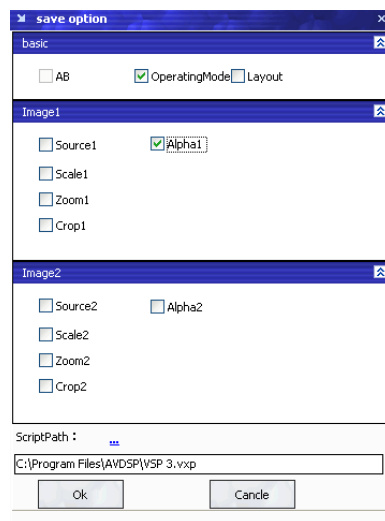 save option
basic
AB OperatingMode Layout
Image1
Source1 Alpha1
Scale1
Zoom1
Crop1
Image2
Source2 Alpha2
Scale2
Zoom2
Crop2
ScriptPath： ...
C:\Program Files\AVDSP\VSP 3.vxp
Ok Cancle